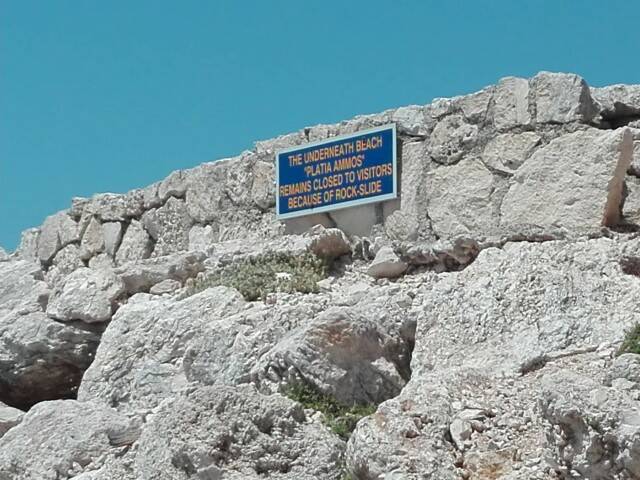 THE UNDERNEATH BEACH
"PLATIA AMMOS"
REMAINS CLOSED TO VISITORS
BECAUSE OF ROCK-SLIDE